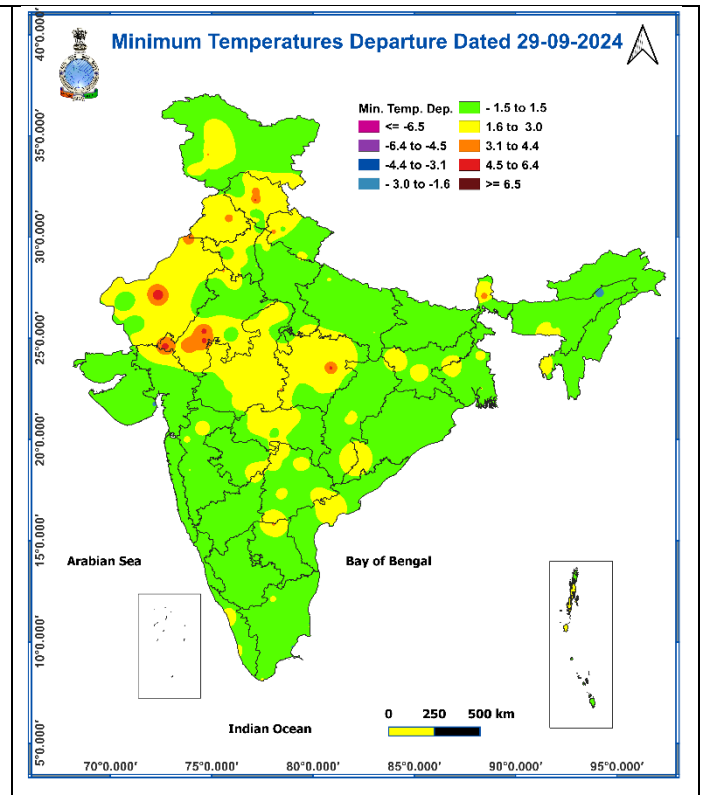 Minimum Temperatures Departure Dated 29-09-2024
Min. Temp. Dep.
<= -6.5
-6.4 to -4.5
-4.4 to -3.1
- 3.0 to -1.6
- 1.5 to 1.5
1.6 to 3.0
3.1 to 4.4
4.5 to 6.4
>= 6.5
40°0.000'
35°0.000'
30°0.000'
25°0.000'
20°0.000'
15°0.000'
10°0.000'
5°0.000'
Arabian Sea
Bay of Bengal
Indian Ocean
0 250 500 km
70°0.000' 75°0.000' 80°0.000' 85°0.000' 90°0.000' 95°0.000'